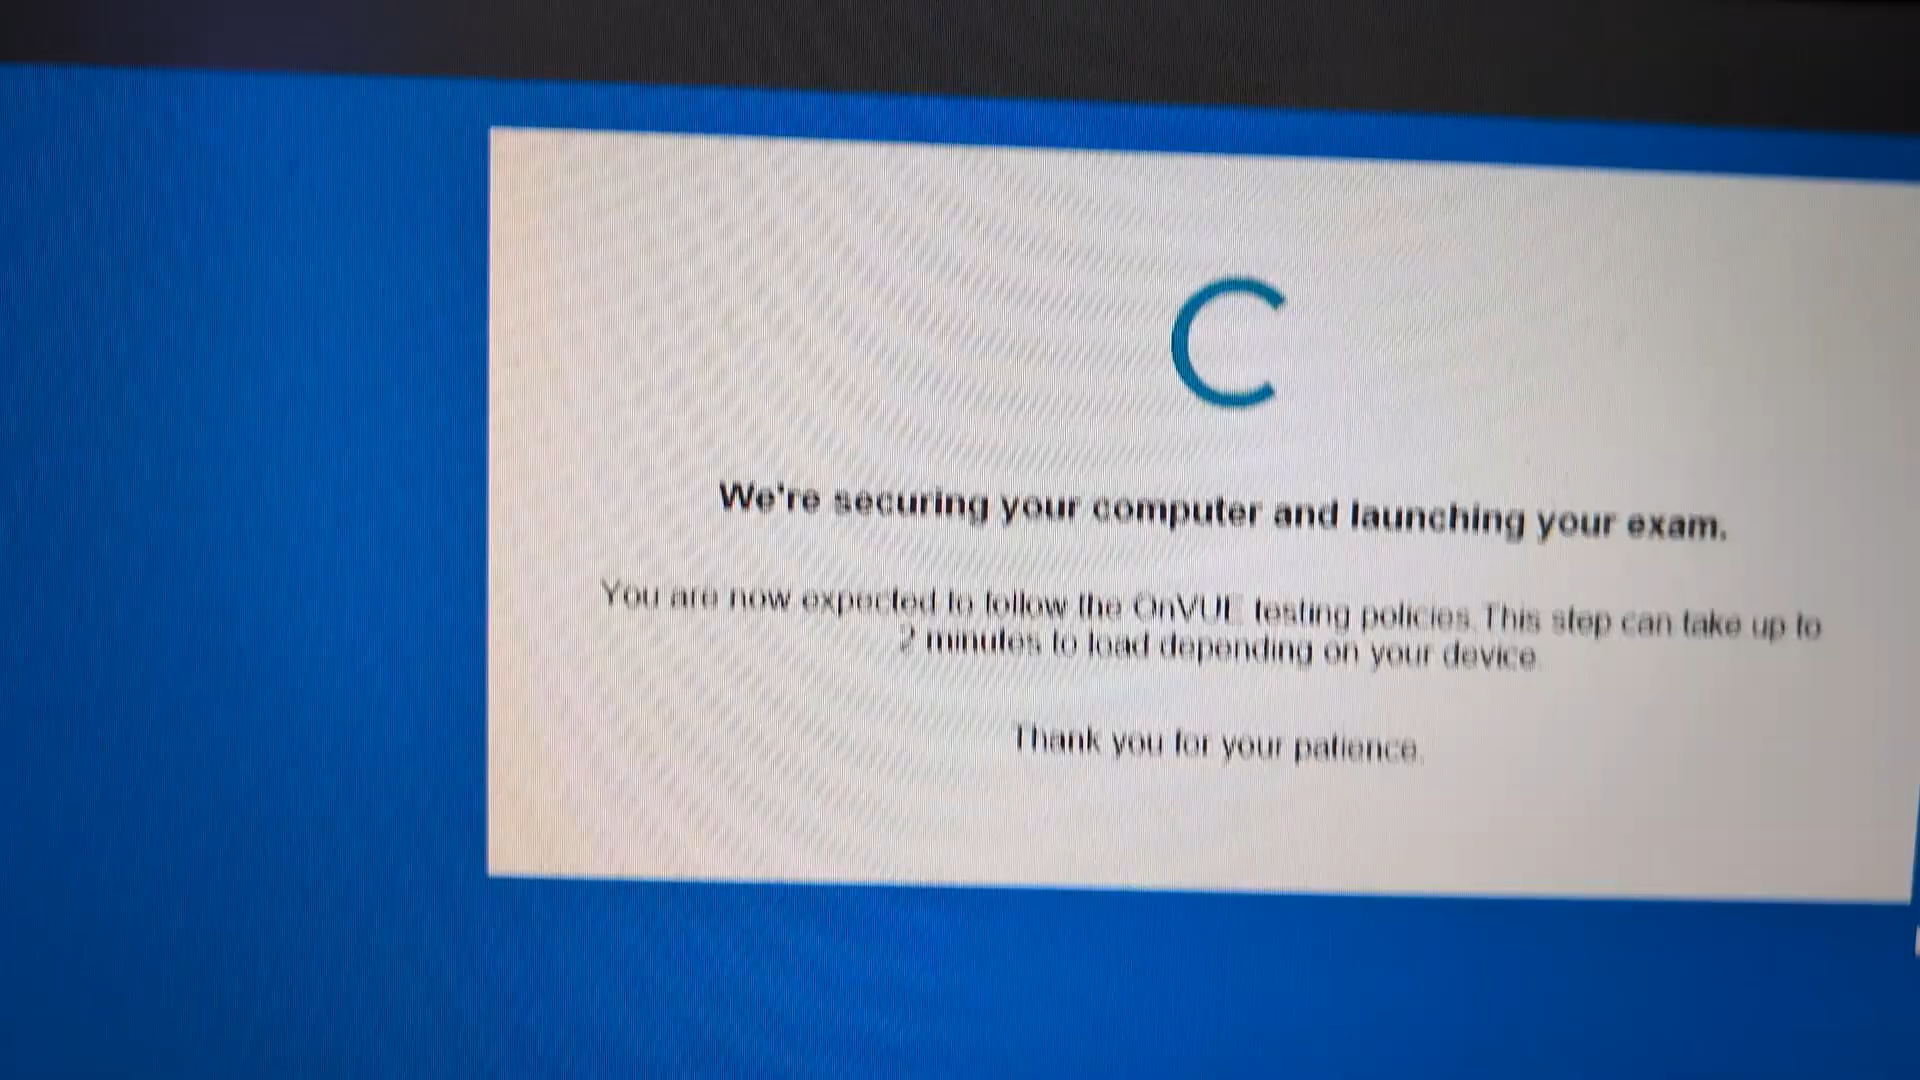 We're securing your computer and launching your exam.
You are now expected to follow the OnVUE testing policies. This step can take up to
2 minutes to load depending on your device.
Thank you for your patience.